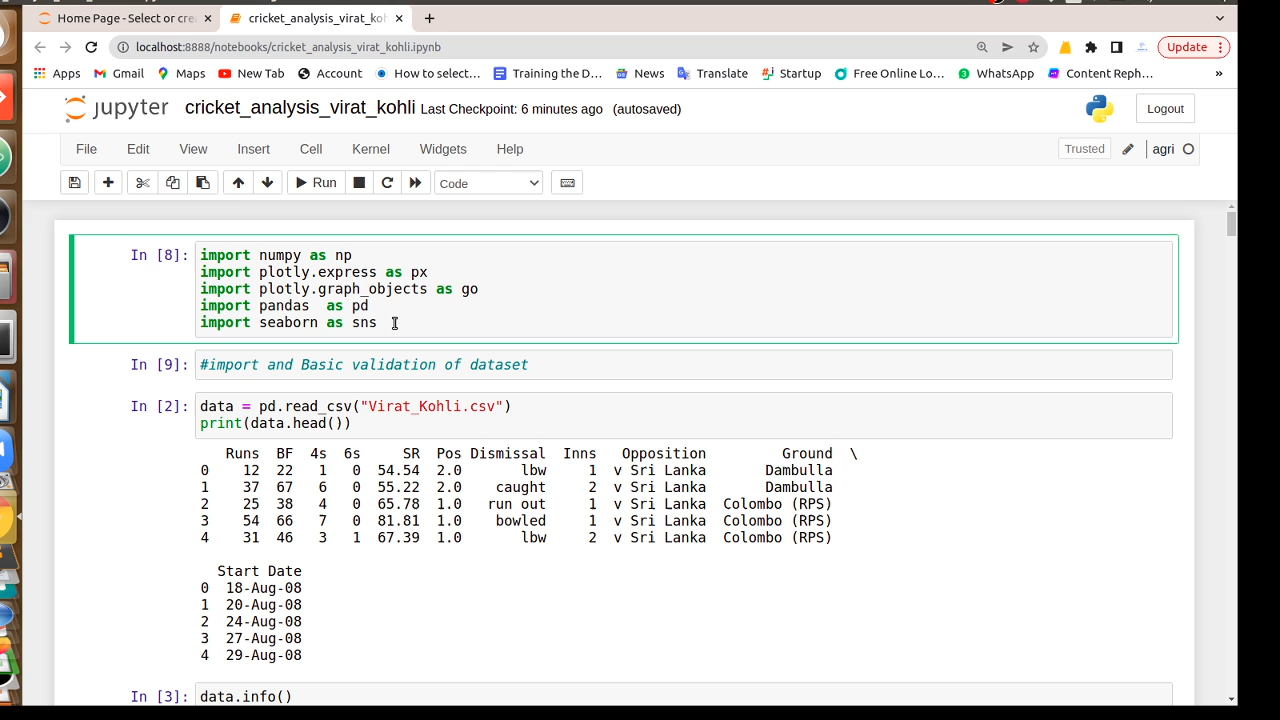 Home Page - Select or cre
cricket_analysis_virat_koh
localhost:8888/notebooks/cricket_analysis_virat_kohli.ipynb
Update
Apps Gmail Maps New Tab Account How to select... Training the D... News Translate Startup Free Online Lo... WhatsApp Content Reph... »
jupyter cricket_analysis_virat_kohli Last Checkpoint: 6 minutes ago (autosaved) Logout
File Edit View Insert Cell Kernel Widgets Help Trusted agri
Run Code
In [8]: import numpy as np
import plotly.express as px
import plotly.graph_objects as go
import pandas  as pd
import seaborn as sns
In [9]: #import and Basic validation of dataset
In [2]: data = pd.read_csv("Virat_Kohli.csv")
print(data.head())
Runs BF 4s 6s SR Pos Dismissal Inns Opposition Ground \
0 12 22 1 0 54.54 2.0 lbw 1 v Sri Lanka Dambulla
1 37 67 6 0 55.22 2.0 caught 2 v Sri Lanka Dambulla
2 25 38 4 0 65.78 1.0 run out 1 v Sri Lanka Colombo (RPS)
3 54 66 7 0 81.81 1.0 bowled 1 v Sri Lanka Colombo (RPS)
4 31 46 3 1 67.39 1.0 lbw 2 v Sri Lanka Colombo (RPS)
Start Date
0 18-Aug-08
1 20-Aug-08
2 24-Aug-08
3 27-Aug-08
4 29-Aug-08
In [3]: data.info()